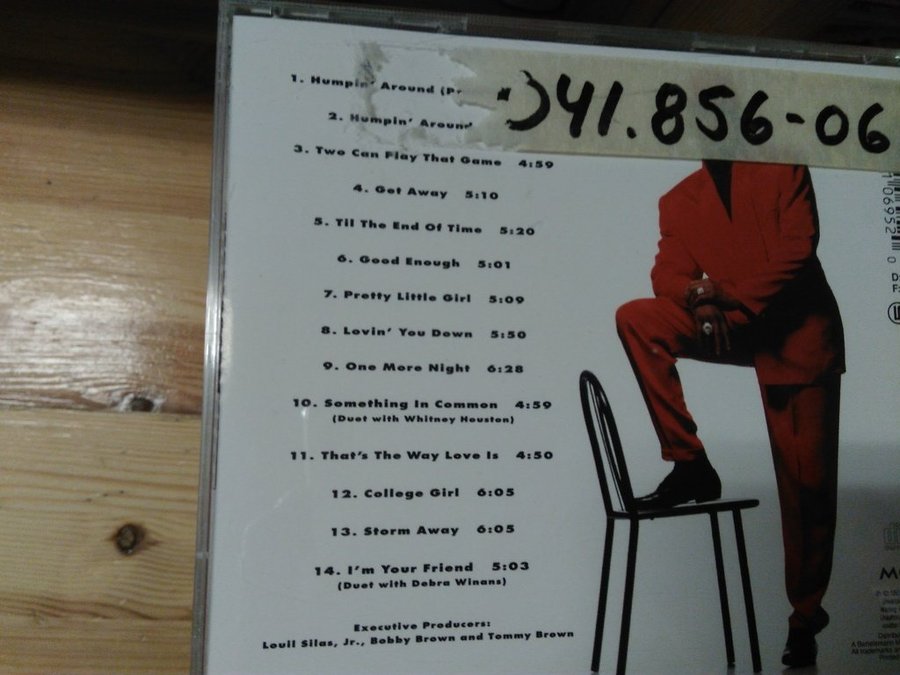 1. Humpin' Around
2. Humpin' Around
3. Two Can Play That Game 4:59
4. Get Away 5:10
5. Til The End Of Time 5:20
6. Good Enough 5:01
7. Pretty Little Girl 5:09
8. Lovin' You Down 5:50
9. One More Night 6:28
10. Something In Common 4:59
(Duet with Whitney Houston)
11. That's The Way Love Is 4:50
12. College Girl 6:05
13. Storm Away 6:05
14. I'm Your Friend 5:03
(Duet with Debra Winans)
Executive Producers:
Louil Silas, Jr., Bobby Brown and Tommy Brown
41.856-06
06952 0